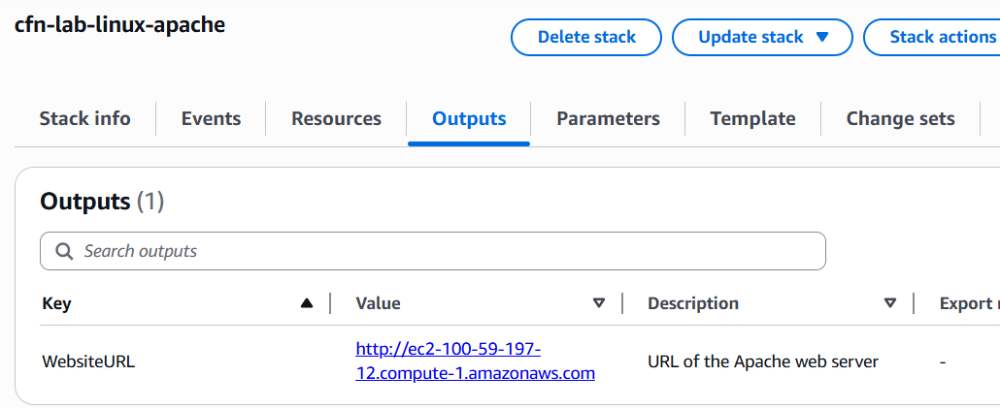 cfn-lab-linux-apache
Delete stack
Update stack
Stack actions
Stack info
Events
Resources
Outputs
Parameters
Template
Change sets
Outputs (1)
Search outputs
Key
Value
Description
Export
WebsiteURL
http://ec2-100-59-197-
12.compute-1.amazonaws.com
URL of the Apache web server
-